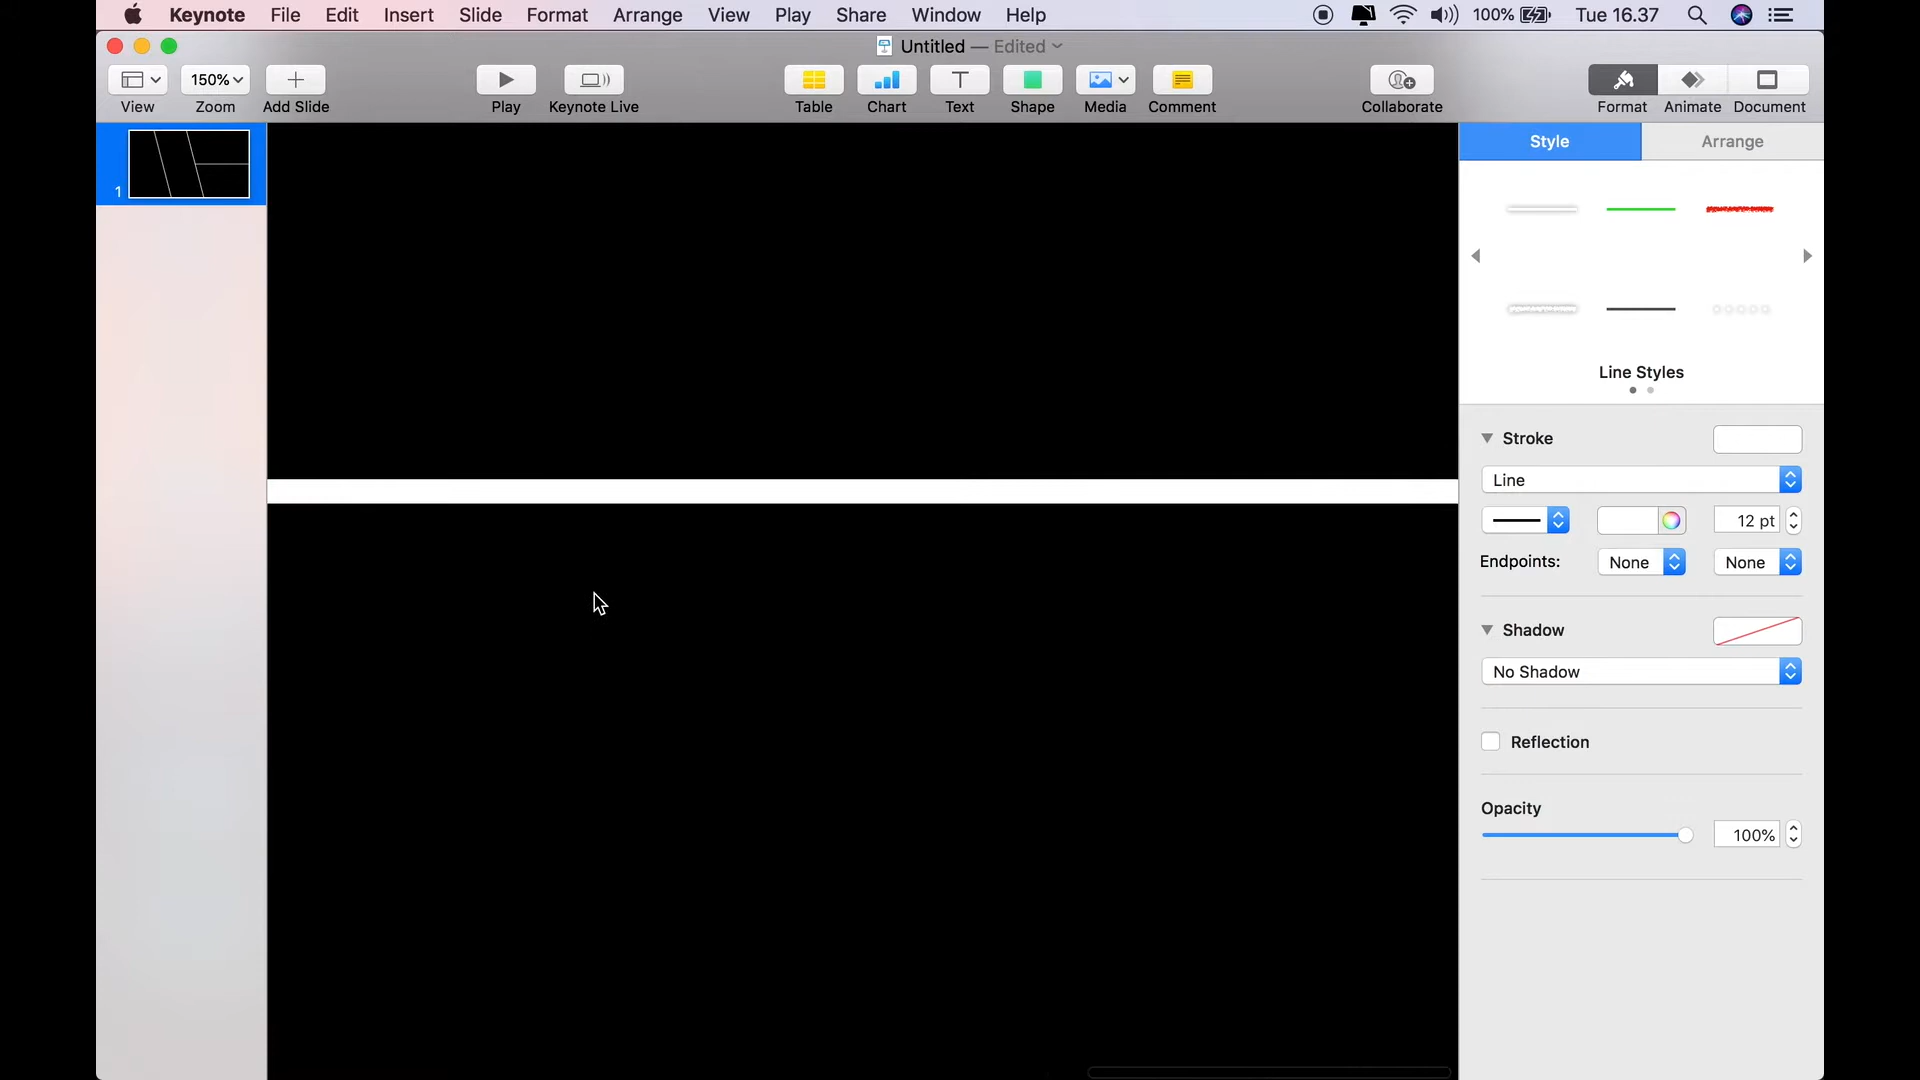 Keynote File Edit Insert Slide Format Arrange View Play Share Window Help 100% Tue 16.37
Untitled — Edited
150%
View Zoom Add Slide Play Keynote Live Table Chart Text Shape Media Comment Collaborate Format Animate Document
Style Arrange
1
Line Styles
Stroke
Line
12 pt
Endpoints: None None
Shadow
No Shadow
Reflection
Opacity
100%